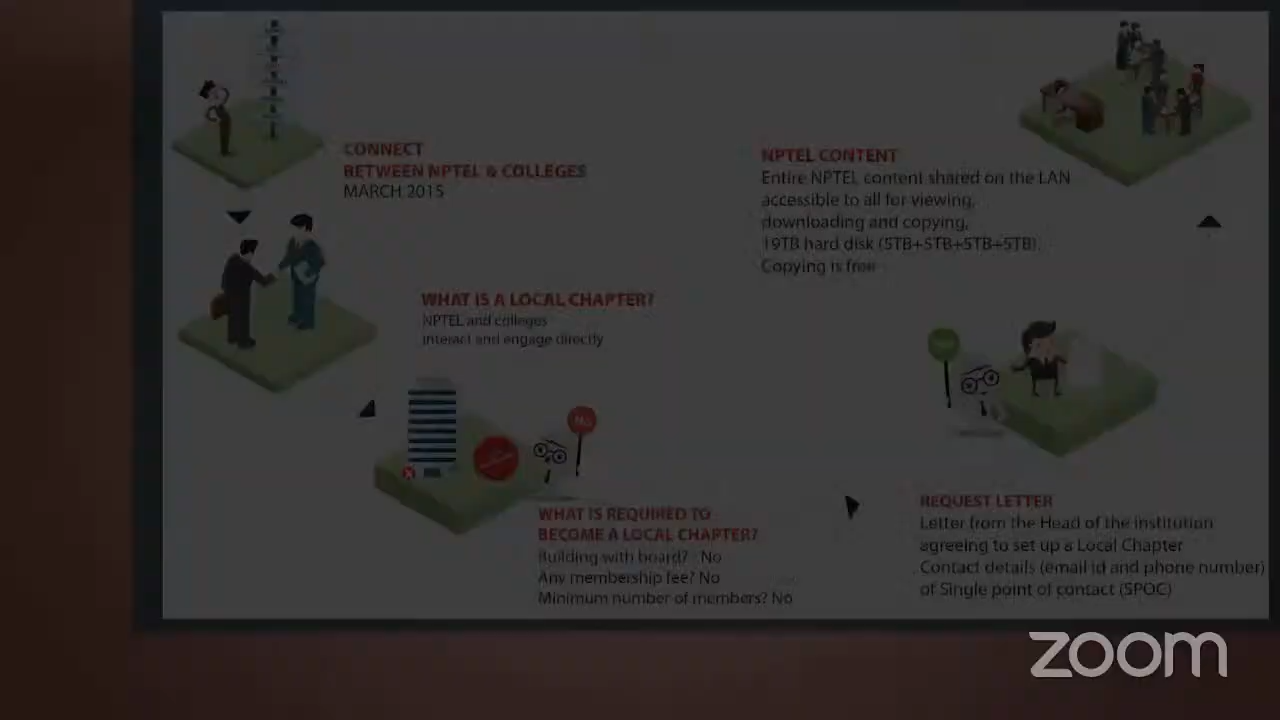 CONNECT
BETWEEN NPTEL & COLLEGES
MARCH 2015
WHAT IS A LOCAL CHAPTER?
NPTEL and colleges
interact and engage directly
No
WHAT IS REQUIRED TO
BECOME A LOCAL CHAPTER?
Building with board? No
Any membership fee? No
Minimum number of members? No
REQUEST LETTER
Letter from the Head of the institution
agreeing to set up a Local Chapter
Contact details (email id and phone number)
of Single point of contact (SPOC)
NPTEL CONTENT
Entire NPTEL content shared on the LAN
accessible to all for viewing,
downloading and copying,
19TB hard disk (5TB+5TB+5TB+5TB)
Copying is free
zoom